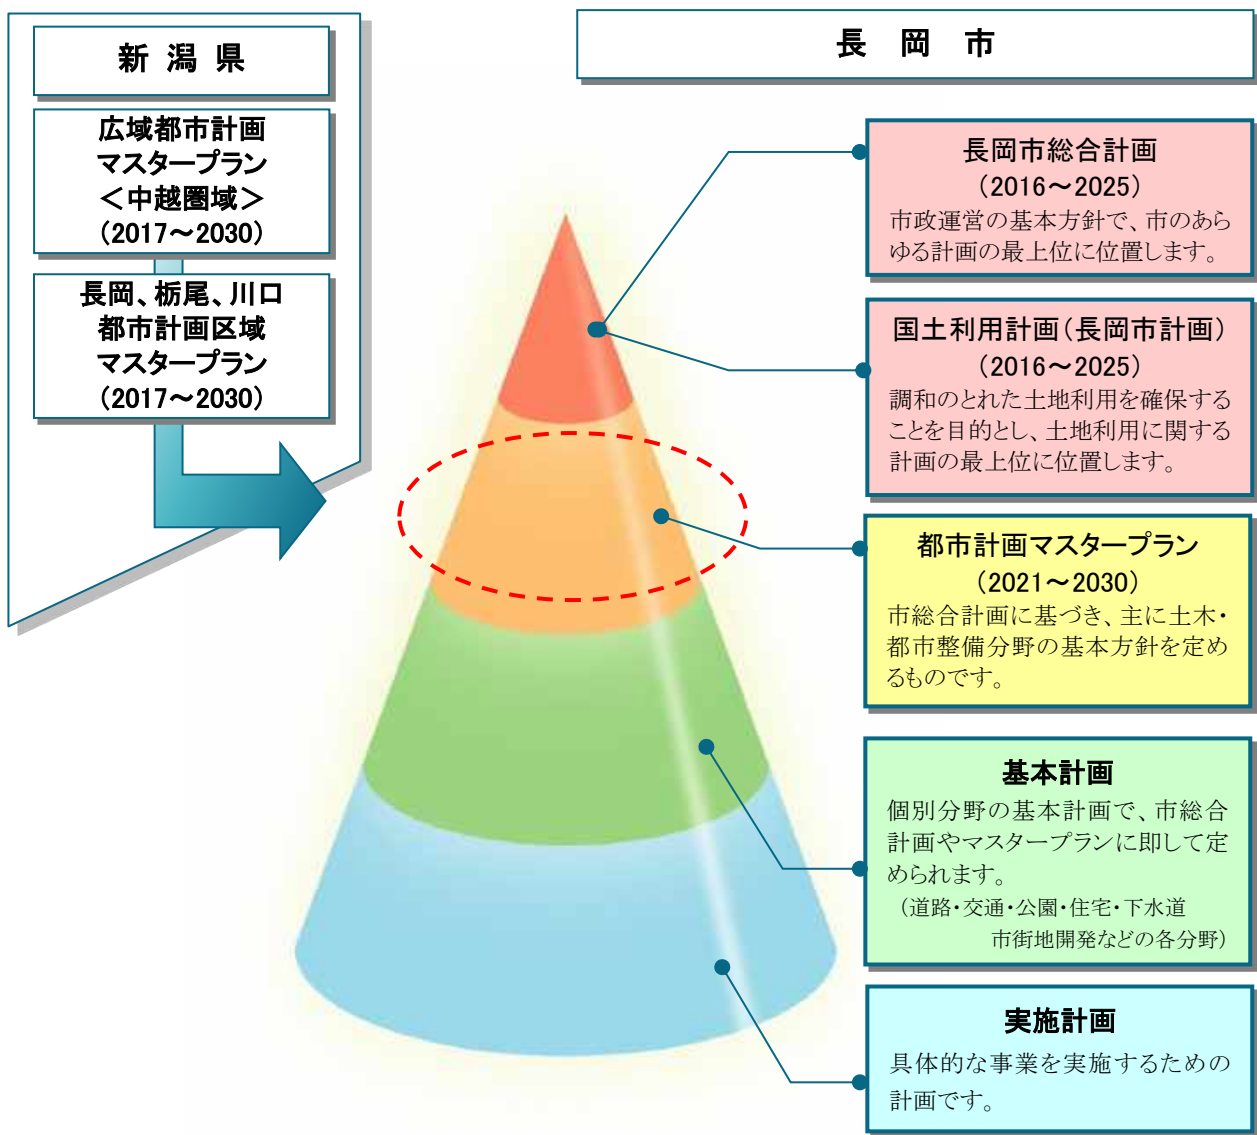 新潟県
広域都市計画
マスタープラン
＜中越圏域＞
（2017～2030）
長岡、栃尾、川口
都市計画区域
マスタープラン
（2017～2030）
長岡市
長岡市総合計画
（2016～2025）
市政運営の基本方針で、市のあら
ゆる計画の最上位に位置します。
国土利用計画（長岡市計画）
（2016～2025）
調和のとれた土地利用を確保する
ことを目的とし、土地利用に関する
計画の最上位に位置します。
都市計画マスタープラン
（2021～2030）
市総合計画に基づき、主に土木・
都市整備分野の基本方針を定め
るものです。
基本計画
個別分野の基本計画で、市総合
計画やマスタープランに即して定
められます。
（道路・交通・公園・住宅・下水道
市街地開発などの各分野）
実施計画
具体的な事業を実施するための
計画です。